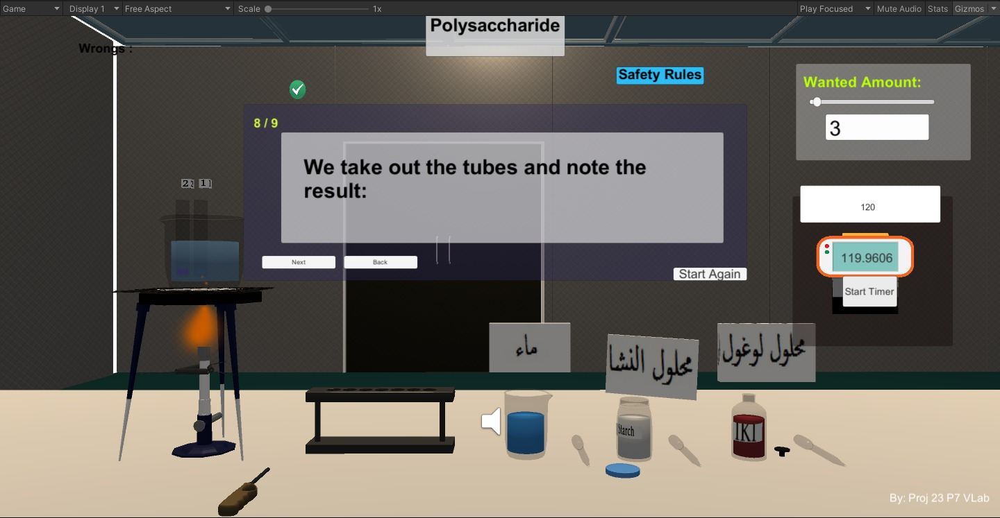 Game
Display 1
Free Aspect
Scale
1x
Play Focused
Mute Audio
Stats
Gizmos
Polysaccharide
Wrongs :
Safety Rules
Wanted Amount:
3
8 / 9
We take out the tubes and note the
result:
Next
Back
Start Again
120
119.9606
Start Timer
2
1
ماء
محلول النشا
محلول لوغول
Starch
IKI
By: Proj 23 P7 VLab